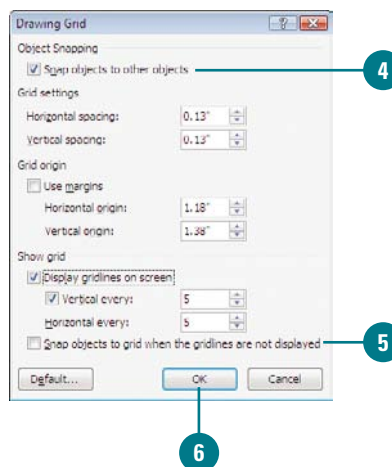 Drawing Grid
Object Snapping
Snap objects to other objects
4
Grid settings
Horizontal spacing: 0.13"
Vertical spacing: 0.13"
Grid origin
Use margins
Horizontal origin: 1.18"
Vertical origin: 1.38"
Show grid
Display gridlines on screen
Vertical every: 5
Horizontal every: 5
Snap objects to grid when the gridlines are not displayed
5
Default... OK Cancel
6